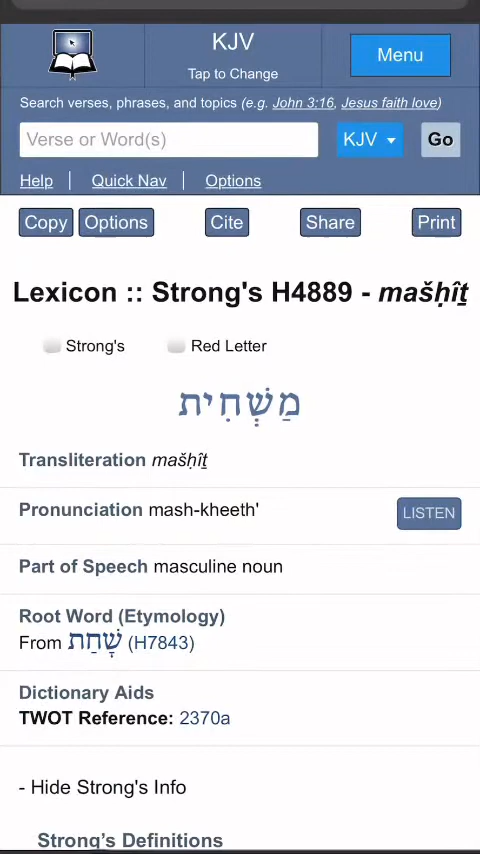 KJV
Tap to Change
Menu
Search verses, phrases, and topics (e.g. John 3:16, Jesus faith love)
Verse or Word(s)
KJV
Go
Help | Quick Nav | Options
Copy Options Cite Share Print
Lexicon :: Strong's H4889 - mašḥîṯ
Strong's Red Letter
מַשְׁחִית
Transliteration mašḥîṯ
Pronunciation mash-kheeth'
LISTEN
Part of Speech masculine noun
Root Word (Etymology)
From שָׁחַת (H7843)
Dictionary Aids
TWOT Reference: 2370a
- Hide Strong's Info
Strong’s Definitions